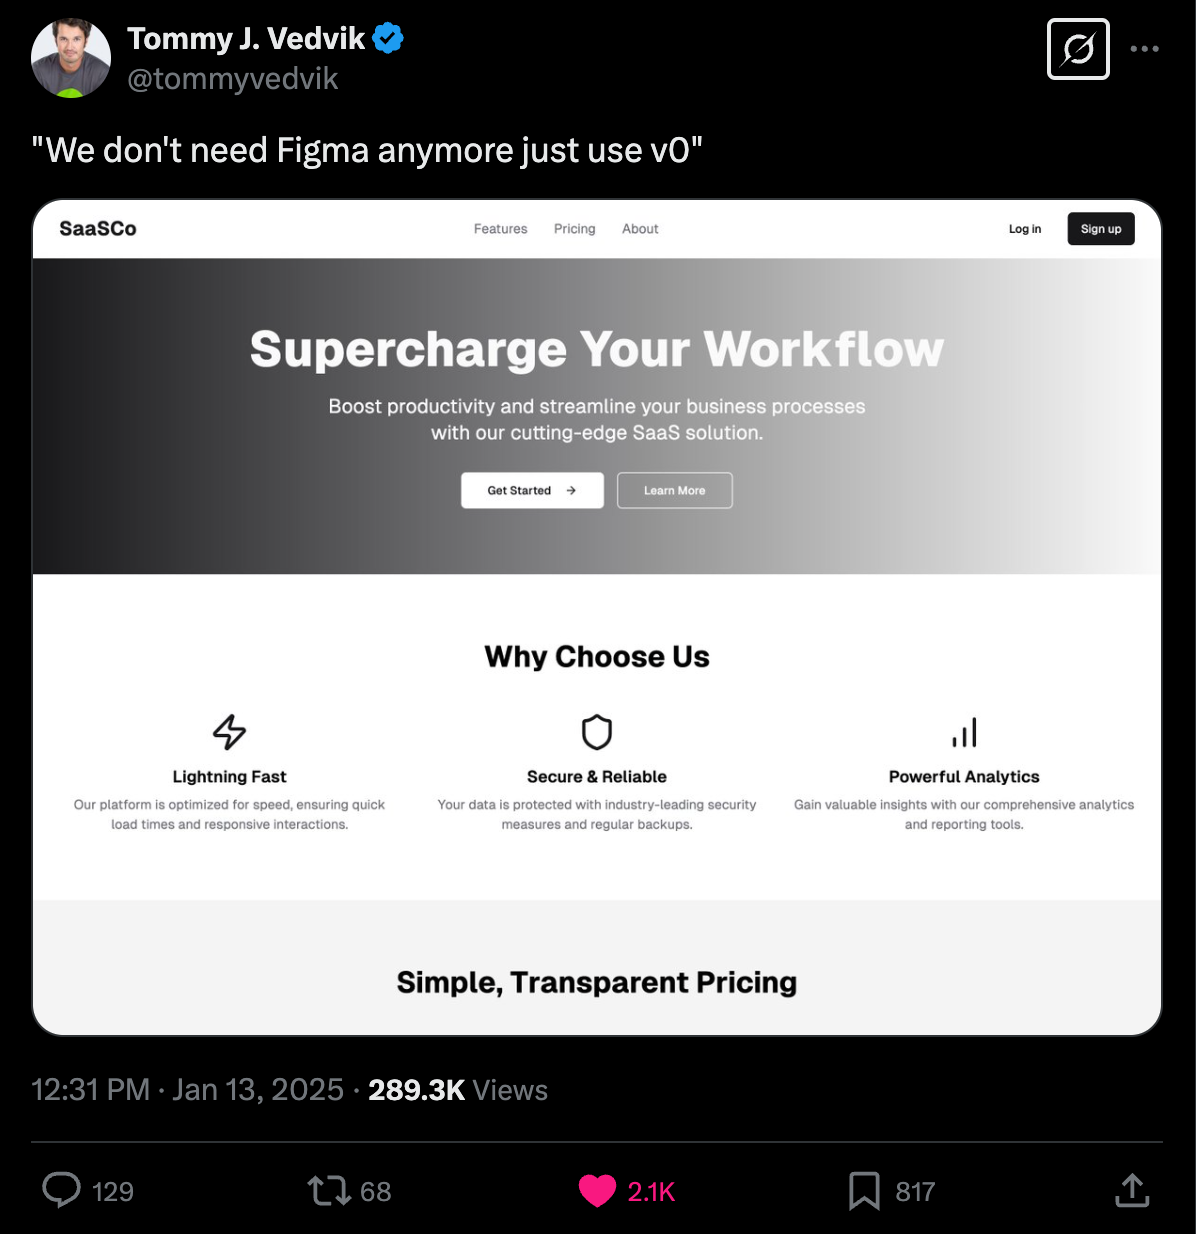 Tommy J. Vedvik
@tommyvedvik
"We don't need Figma anymore just use v0"
SaaSCo Features Pricing About Log in Sign up
Supercharge Your Workflow
Boost productivity and streamline your business processes
with our cutting-edge SaaS solution.
Get Started → Learn More
Why Choose Us
Lightning Fast
Our platform is optimized for speed, ensuring quick
load times and responsive interactions.
Secure & Reliable
Your data is protected with industry-leading security
measures and regular backups.
Powerful Analytics
Gain valuable insights with our comprehensive analytics
and reporting tools.
Simple, Transparent Pricing
12:31 PM · Jan 13, 2025 · 289.3K Views
129 68 2.1K 817